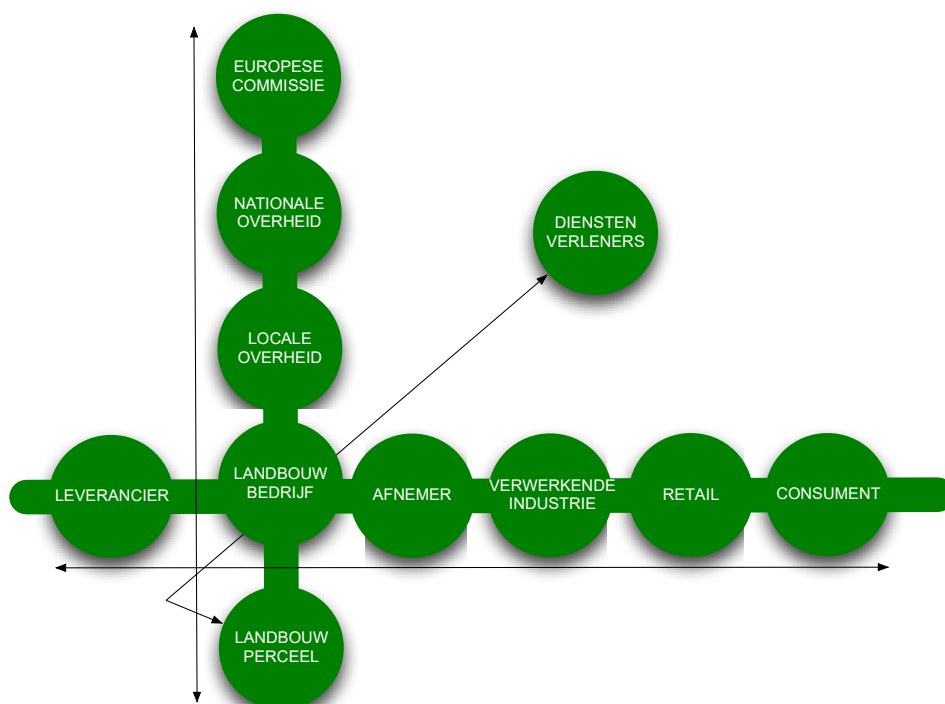 EUROPESE
COMMISSIE
NATIONALE
OVERHEID
DIENSTEN
VERLENERS
LOCALE
OVERHEID
LEVERANCIER
LANDBOUW
BEDRIJF
AFNEMER
VERWERKENDE
INDUSTRIE
RETAIL
CONSUMENT
LANDBOUW
PERCEEL